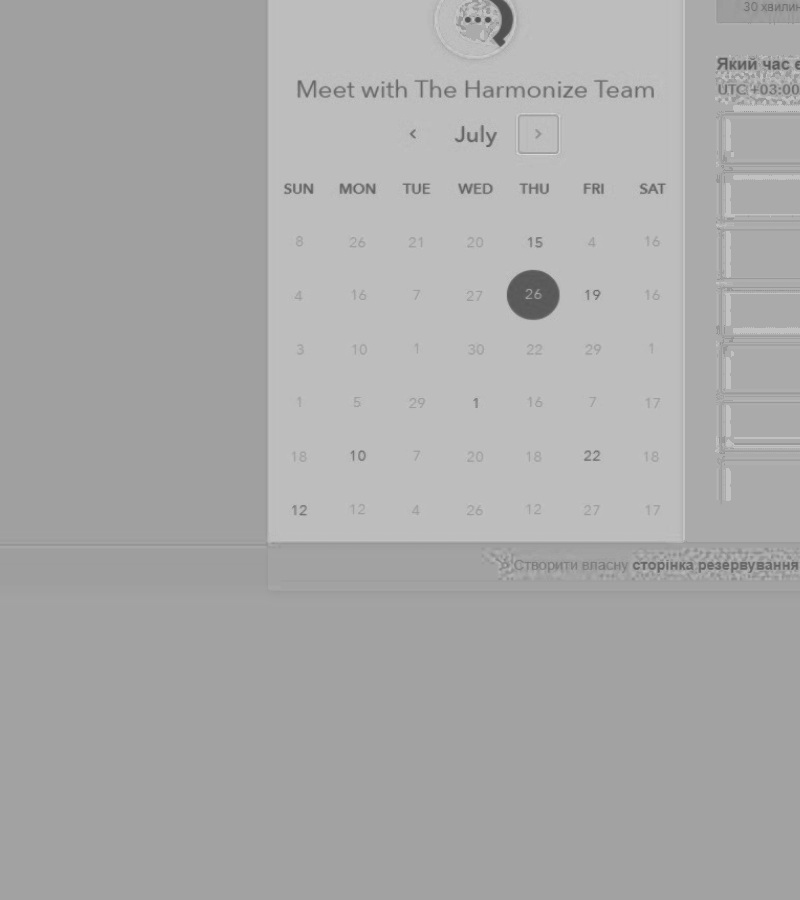 30 хвилин
Який час
UTC +03:00
Meet with The Harmonize Team
‹ July ›
SUN MON TUE WED THU FRI SAT
8 26 21 20 15 4 16
4 16 7 27 26 19 16
3 10 1 30 22 29 1
1 5 29 1 16 7 17
18 10 7 20 18 22 18
12 12 4 26 12 27 17
Створити власну сторінка резервування